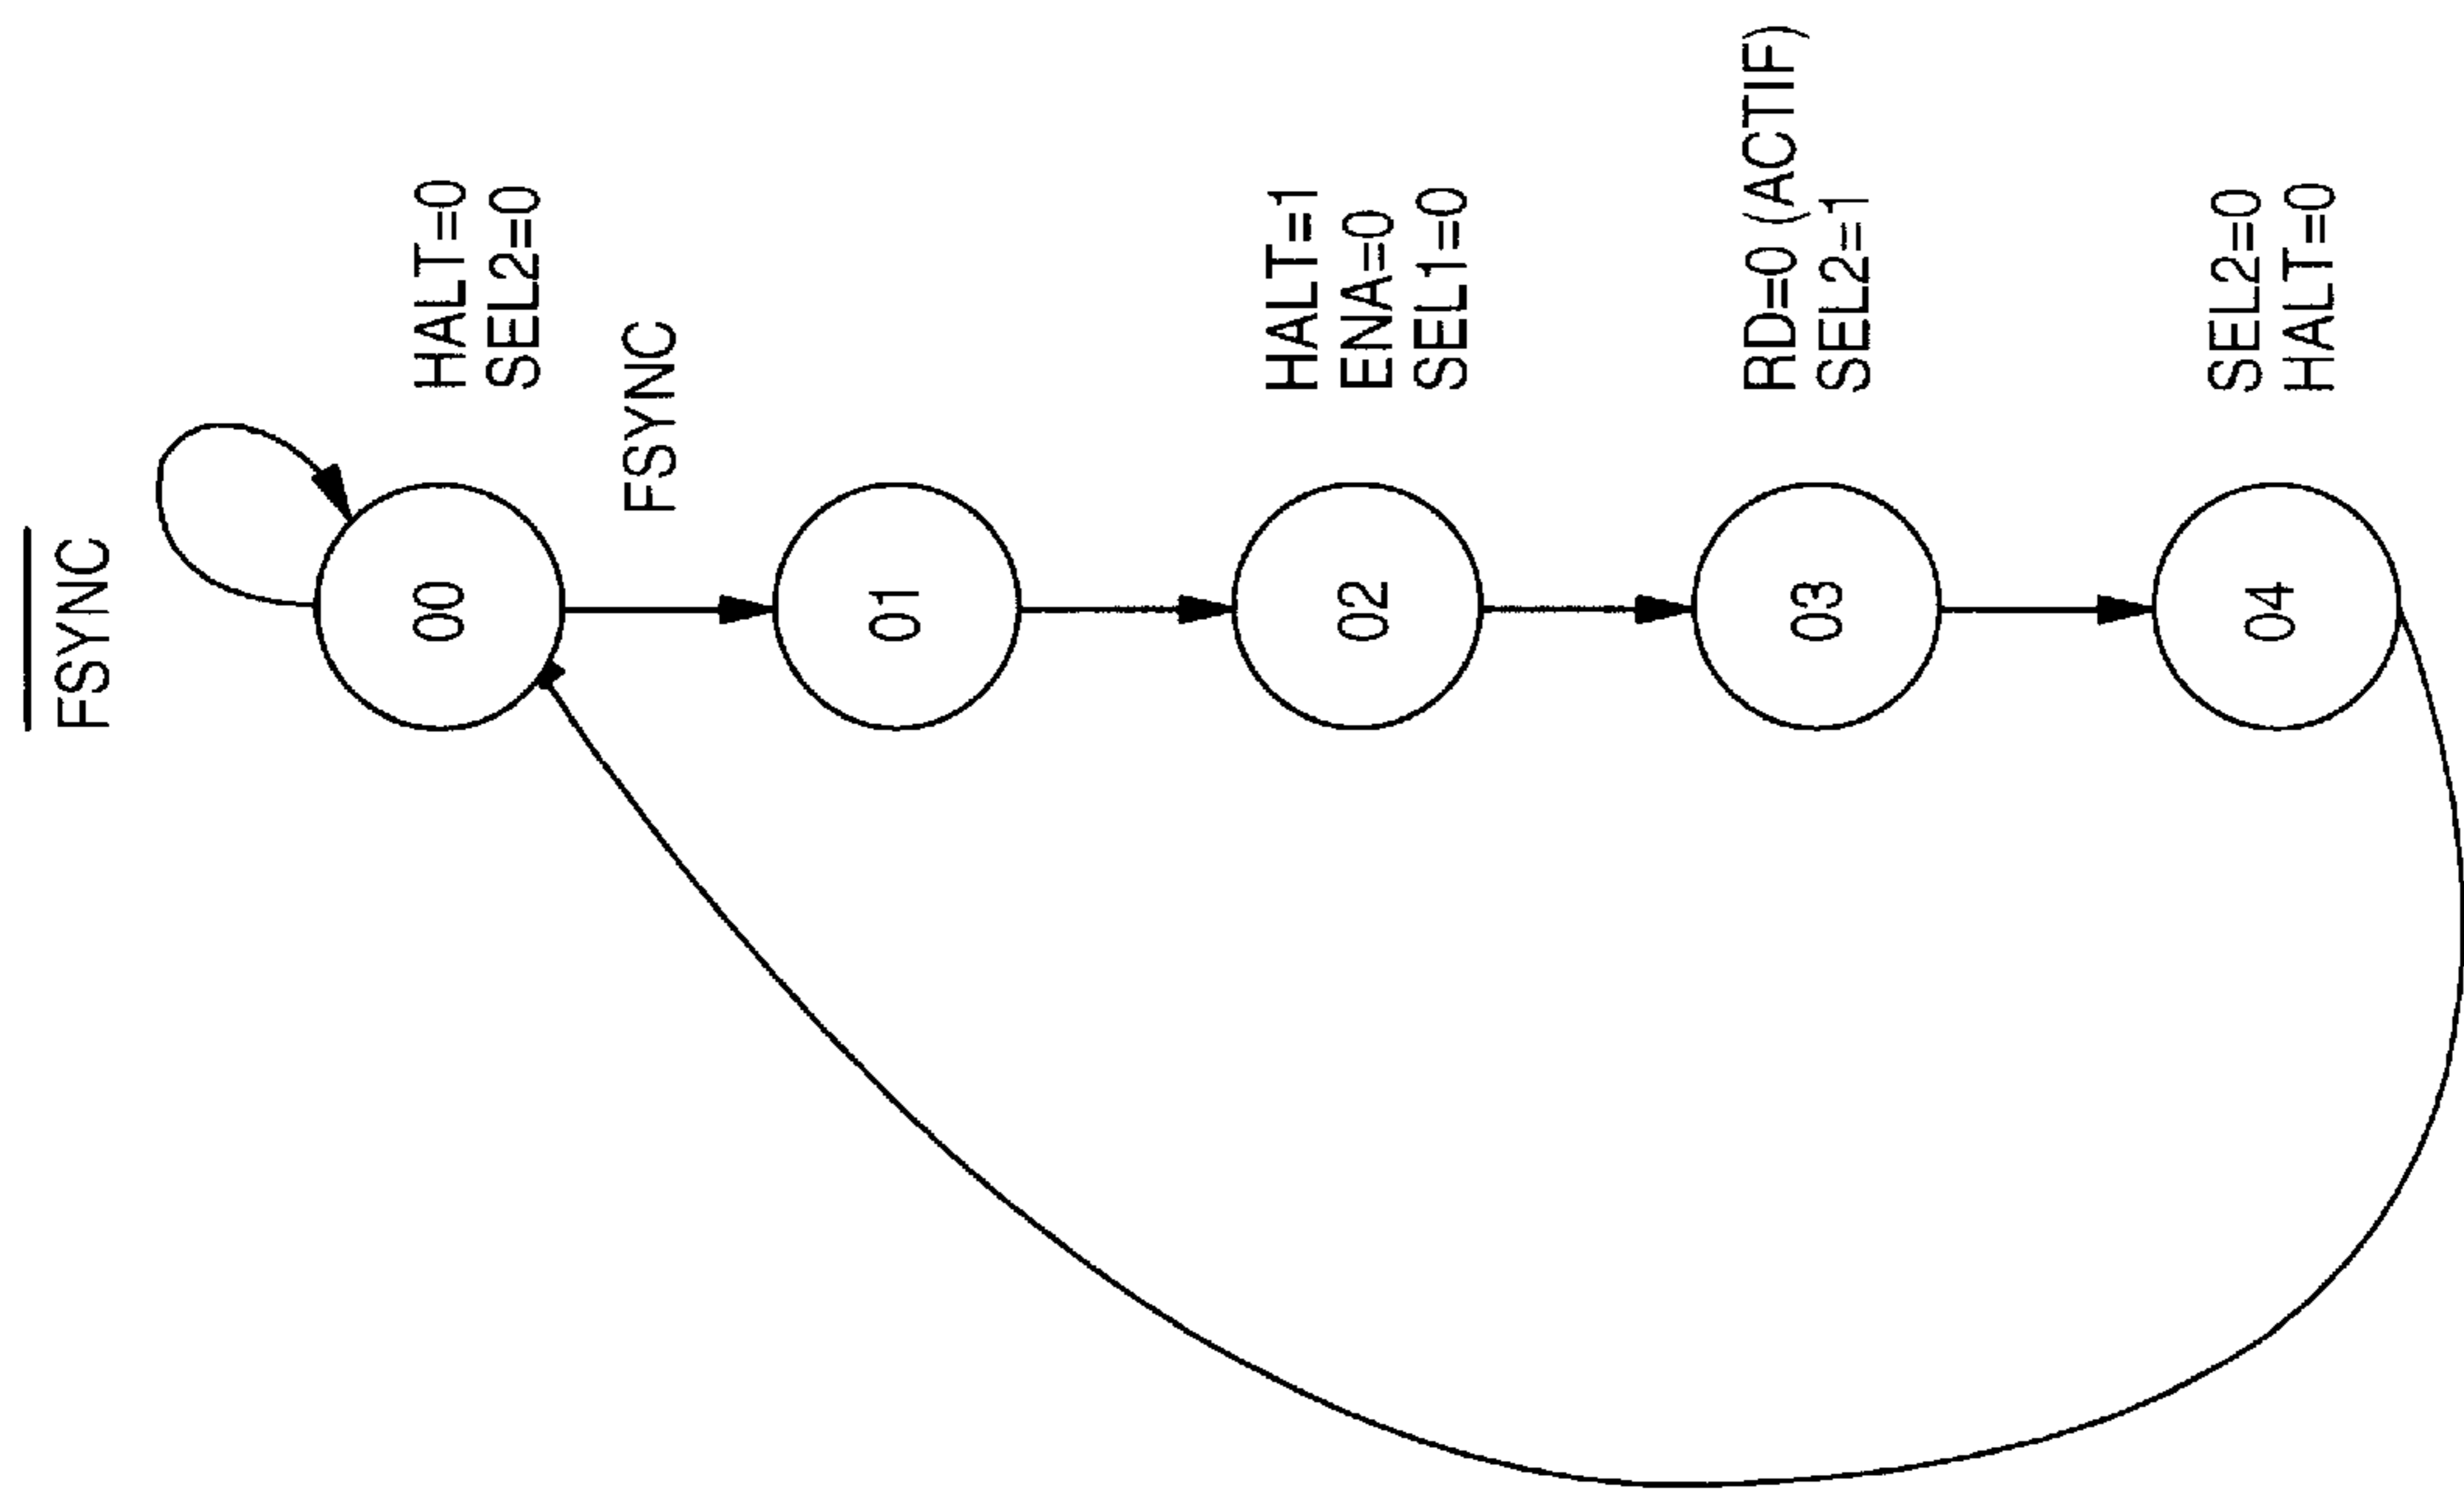 FSYNC
00
HALT=0
SEL2=0
FSYNC
01
02
HALT=1
ENA=0
SEL1=0
03
RD=0 (ACTIF)
SEL2=1
04
SEL2=0
HALT=0